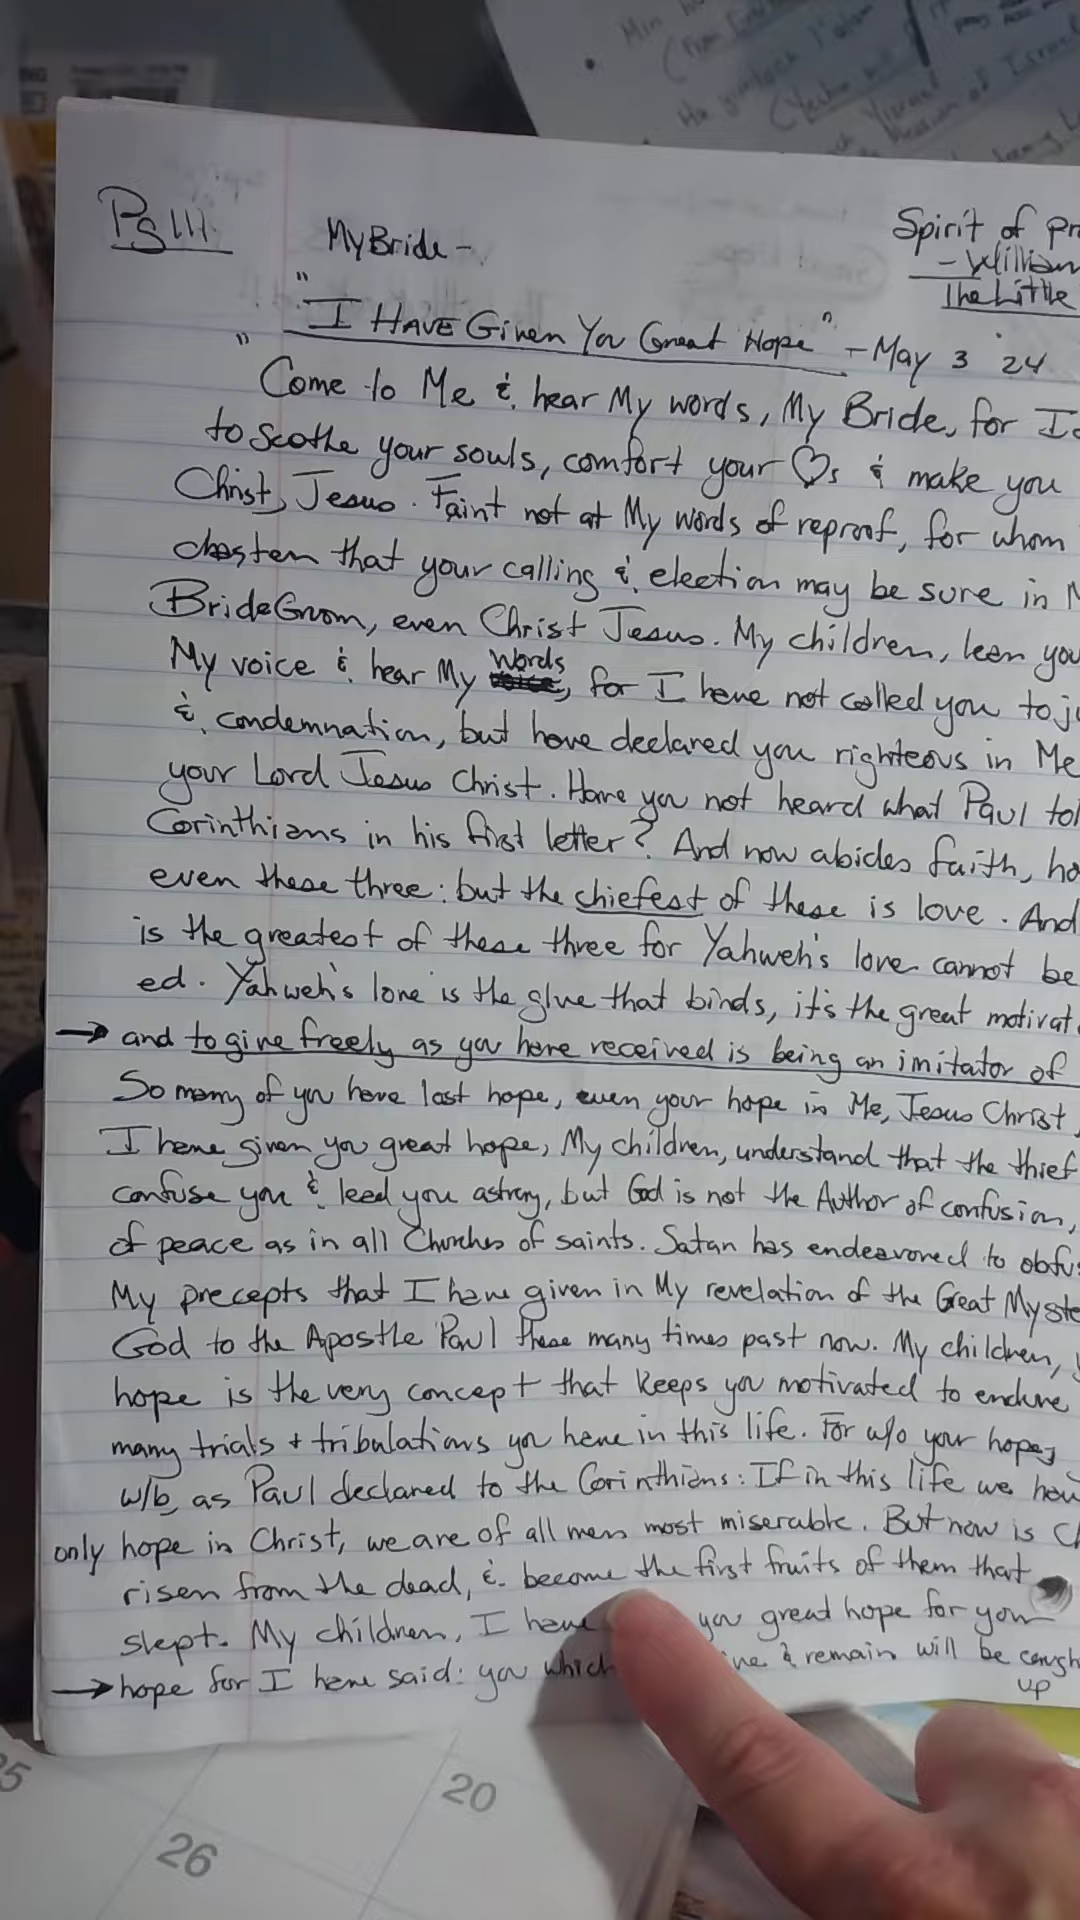 Pg 111.
My Bride -
Spirit of
- William
The Little
"I HAVE Given You Great Hope" - May 3 '24
"Come to Me & hear My words, My Bride, for I
to soothe your souls, comfort your ♡s & make you
Christ, Jesus. Faint not at My words of reproof, for whom
chasten that your calling & election may be sure in
BrideGroom, even Christ Jesus. My children, lean you
My voice & hear My Words, for I have not called you to
& condemnation, but have declared you righteous in Me
your Lord Jesus Christ. Have you not heard what Paul
Corinthians in his first letter? And now abides faith,
even these three: but the chiefest of these is love. And
is the greatest of these three for Yahweh's love cannot be
ed. Yahweh's love is the glue that binds, it's the great
→ and to give freely as you have received is being an imitator of
So many of you have lost hope, even your hope in Me, Jesus Christ,
I have given you great hope, My children, understand that the thief
confuse you & lead you astray, but God is not the Author of confusion,
of peace as in all Churches of saints. Satan has endeavored to
My precepts that I have given in My revelation of the Great
God to the Apostle Paul these many times past now. My children,
hope is the very concept that keeps you motivated to endure
many trials + tribulations you have in this life. For w/o your hope,
w/b, as Paul declared to the Corinthians: If in this life we
only hope in Christ, we are of all men most miserable. But now is
risen from the dead, & become the first fruits of them that
slept. My children, I have you great hope for your
→ hope for I have said: you which & remain will be caught
up
20
26